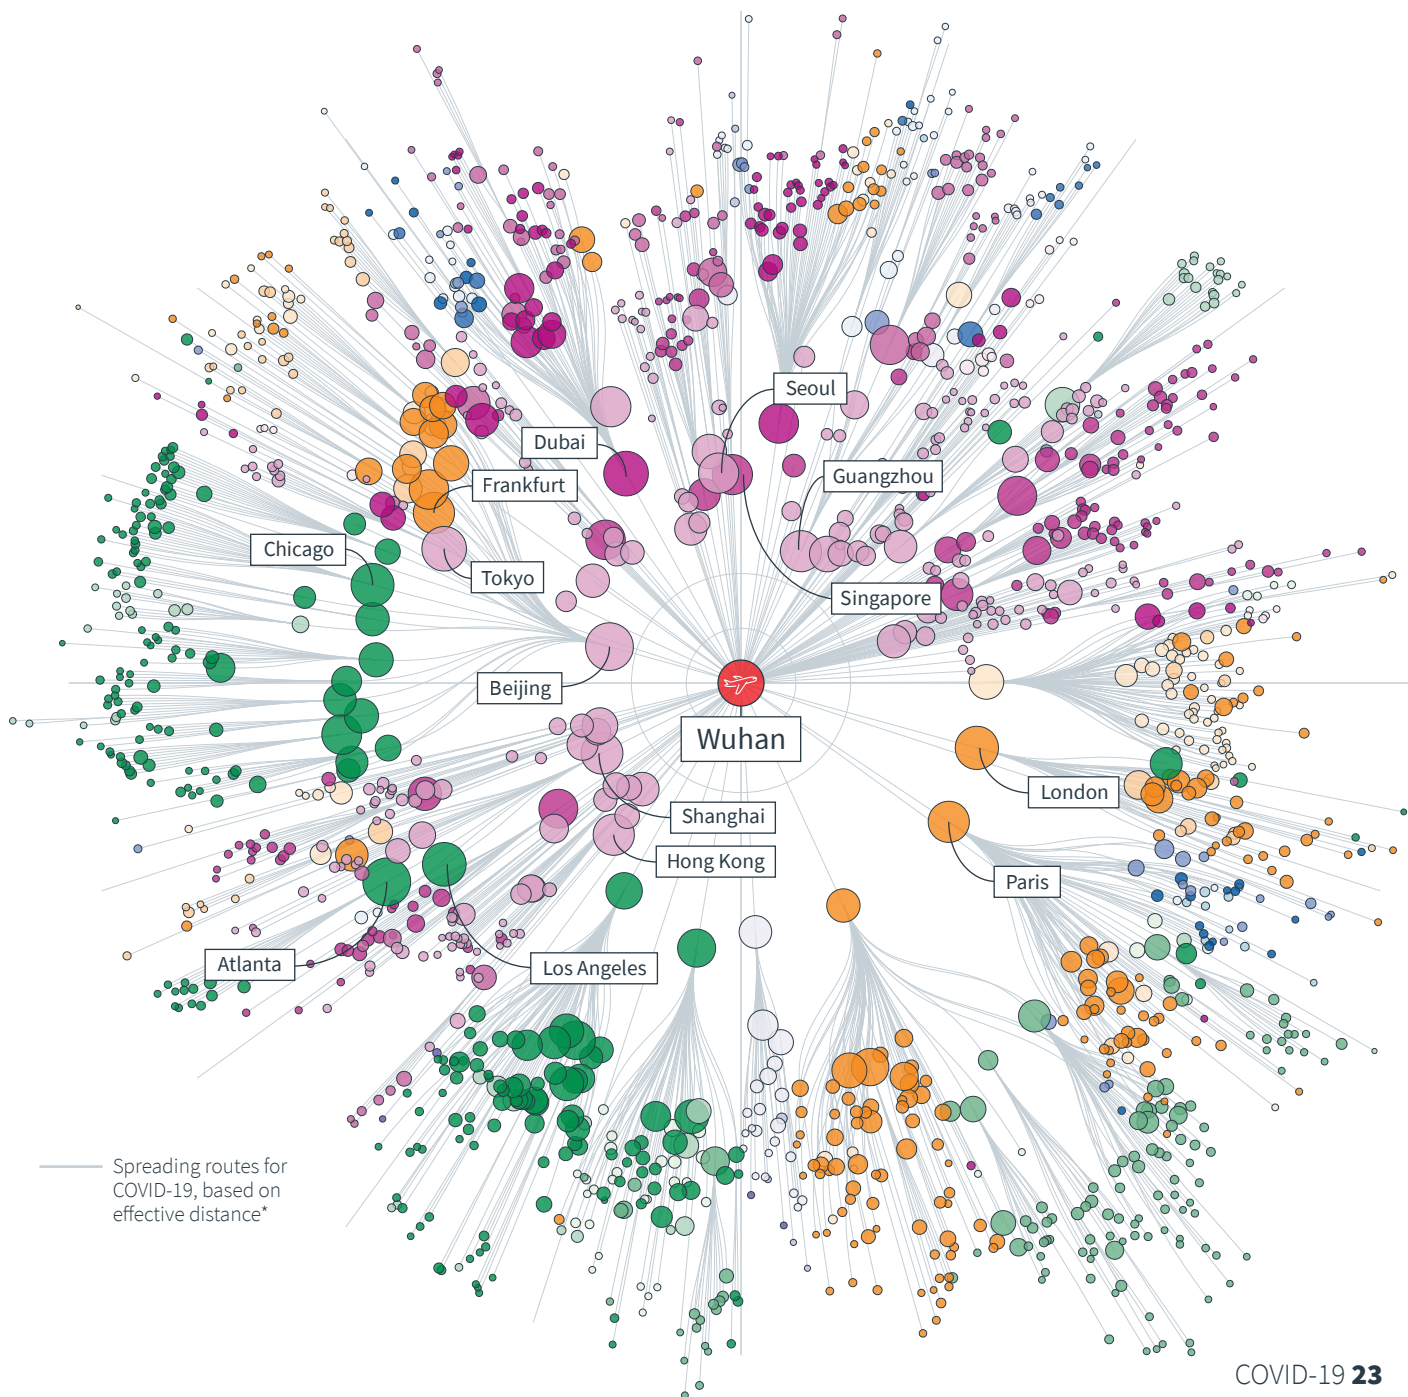 Seoul
Dubai
Guangzhou
Frankfurt
Chicago
Tokyo
Singapore
Beijing
Wuhan
London
Shanghai
Hong Kong
Paris
Atlanta
Los Angeles
Spreading routes for
COVID-19, based on
effective distance*
COVID-19 23